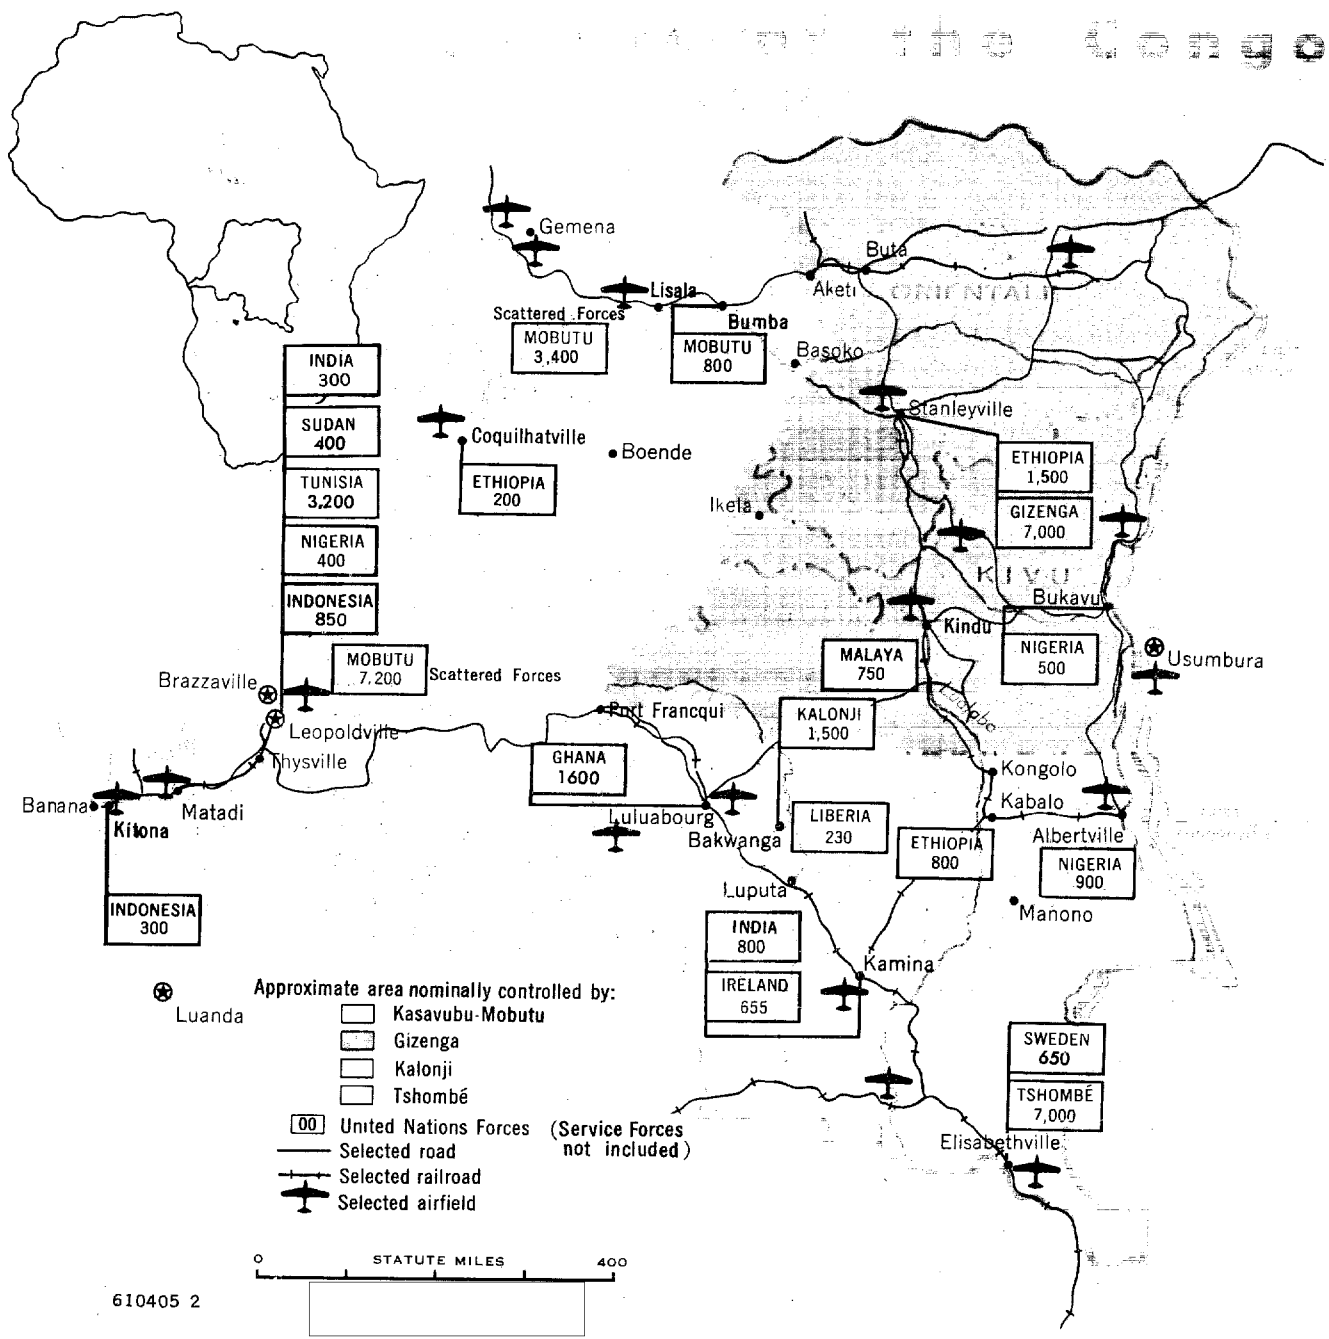 the Congo
Gemena
Buta
Lisala
Aketi
ORIENTALE
Scattered Forces
Bumba
MOBUTU
3,400
MOBUTU
800
Basoko
INDIA
300
SUDAN
400
Stanleyville
Coquilhatville
Boende
ETHIOPIA
1,500
TUNISIA
3,200
ETHIOPIA
200
Ikela
GIZENGA
7,000
NIGERIA
400
KIVU
INDONESIA
850
Bukavu
Kindu
MOBUTU
7,200
Scattered Forces
MALAYA
750
NIGERIA
500
Usumbura
Brazzaville
Lualaba
Port Francqui
KALONJI
1,500
Leopoldville
Thysville
GHANA
1600
Kongolo
Banana
Matadi
Kitona
Luluabourg
Kabalo
Bakwanga
LIBERIA
230
ETHIOPIA
800
Albertville
NIGERIA
900
Luputa
Manono
INDONESIA
300
INDIA
800
Kamina
IRELAND
655
Luanda
Approximate area nominally controlled by:
Kasavubu-Mobutu
Gizenga
Kalonji
Tshombé
SWEDEN
650
TSHOMBÉ
7,000
00 United Nations Forces (Service Forces
not included)
Selected road
Selected railroad
Selected airfield
Elisabethville
0 STATUTE MILES 400
610405 2